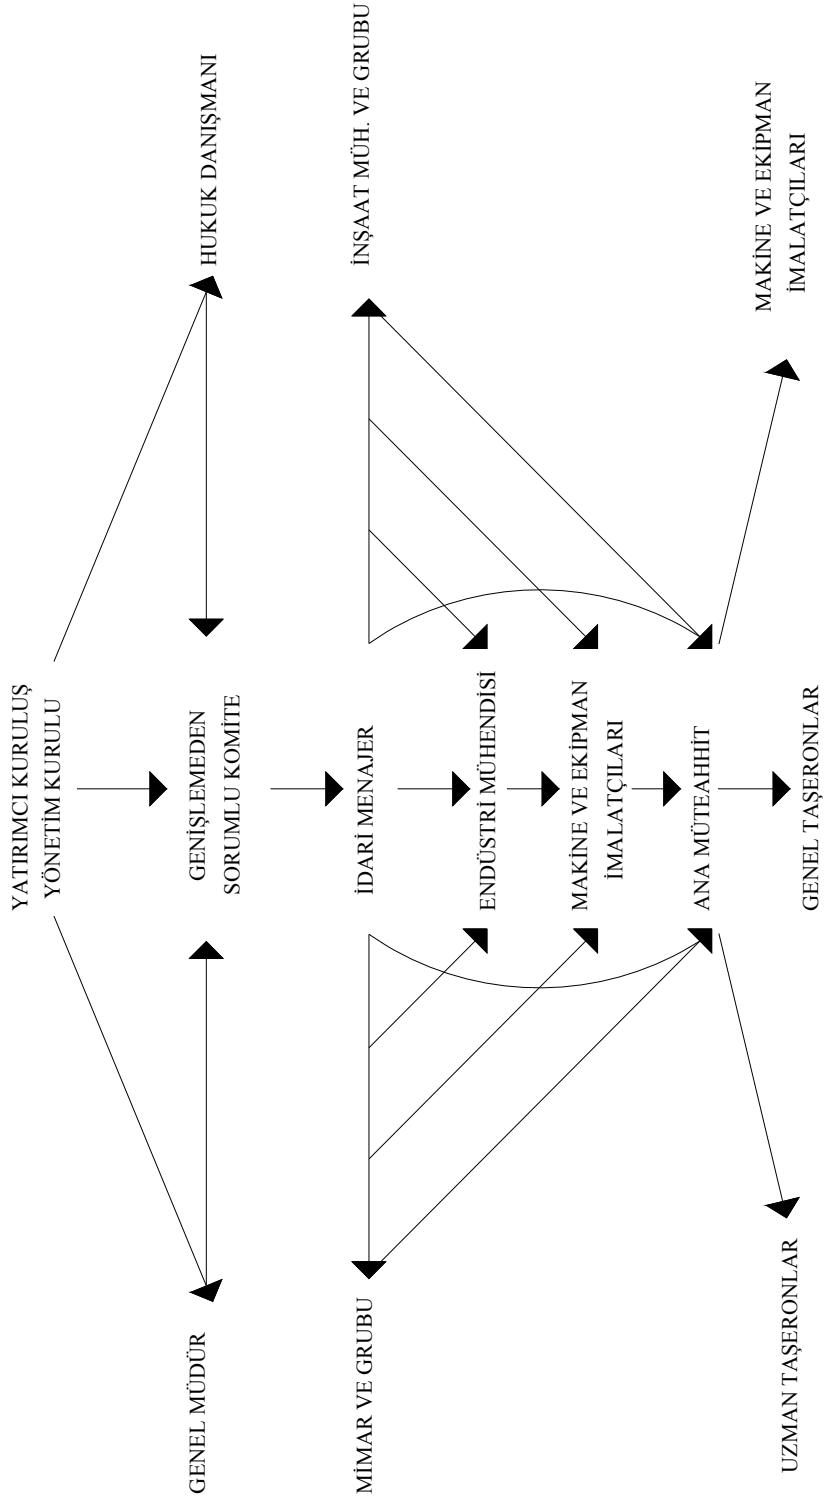 YATIRIMCI KURULUŞ
YÖNETİM KURULU
GENEL MÜDÜR
GENİŞLEMEDEN
SORUMLU KOMİTE
HUKUK DANIŞMANI
MİMAR VE GRUBU
İDARİ MENAJER
İNŞAAT MÜH. VE GRUBU
ENDÜSTRİ MÜHENDİSİ
MAKİNE VE EKİPMAN
İMALATÇILARI
ANA MÜTEAHHİT
UZMAN TAŞERONLAR
GENEL TAŞERONLAR
MAKİNE VE EKİPMAN
İMALATÇILARI